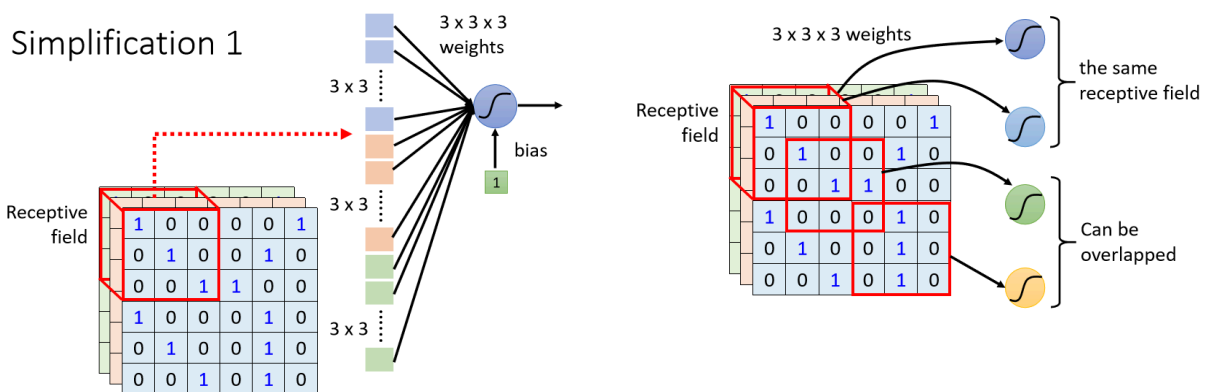 Simplification 1
3 x 3 x 3
weights
3 x 3
3 x 3
3 x 3
bias
1
Receptive
field
1 0 0 0 0 1
0 1 0 0 1 0
0 0 1 1 0 0
1 0 0 0 1 0
0 1 0 0 1 0
0 0 1 0 1 0
3 x 3 x 3 weights
the same
receptive field
Receptive
field
1 0 0 0 0 1
0 1 0 0 1 0
0 0 1 1 0 0
1 0 0 0 1 0
0 1 0 0 1 0
0 0 1 0 1 0
Can be
overlapped